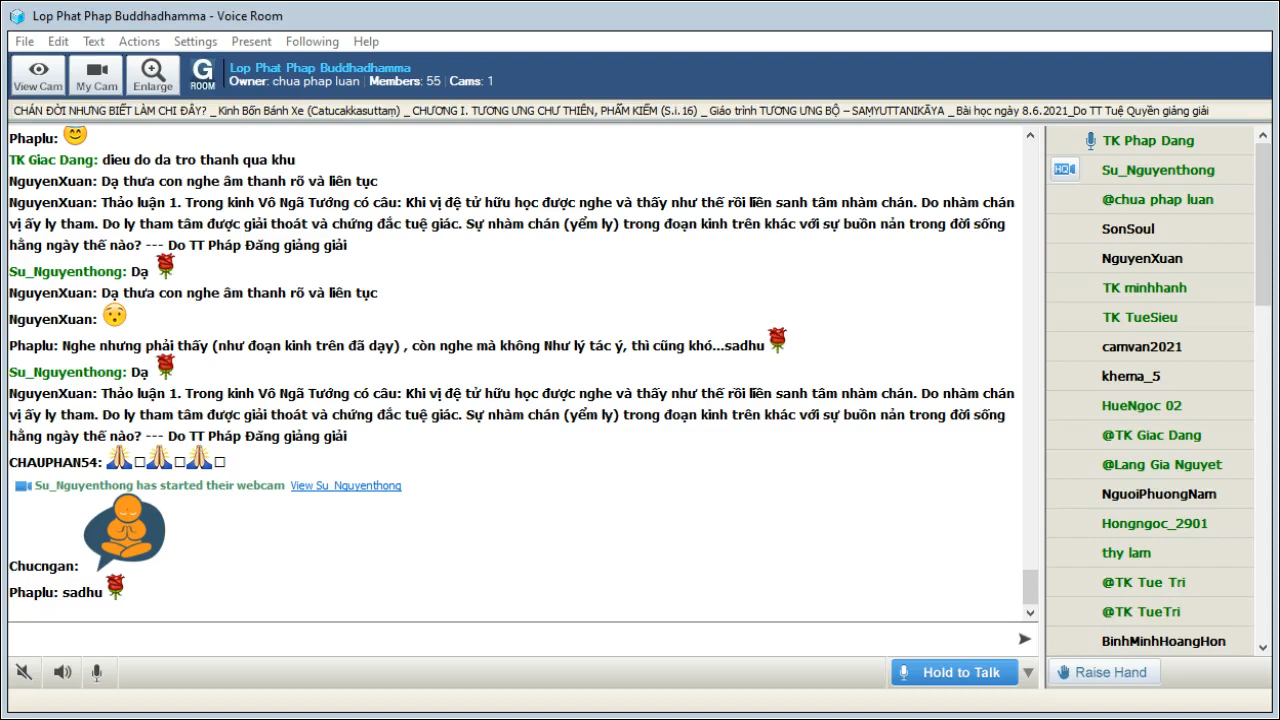 Lop Phat Phap Buddhadhamma - Voice Room
File Edit Text Actions Settings Present Following Help
View Cam My Cam Enlarge G ROOM
Lop Phat Phap Buddhadhamma
Owner: chua phap luan | Members: 55 | Cams: 1
CHÁN ĐỜI NHƯNG BIẾT LÀM CHI ĐÂY? _ Kinh Bốn Bánh Xe (Catucakkasuttaṃ) _ CHƯƠNG I. TƯƠNG ƯNG CHƯ THIÊN, PHẨM KIẾM (S.i.16) _ Giáo trình TƯƠNG ƯNG BỘ – SAṂYUTTANIKĀYA _ Bài học ngày 8.6.2021_Do TT Tuệ Quyền giảng giải
Phaplu:
TK Giac Dang: dieu do da tro thanh qua khu
NguyenXuan: Dạ thưa con nghe âm thanh rõ và liên tục
NguyenXuan: Thảo luận 1. Trong kinh Vô Ngã Tướng có câu: Khi vị đệ tử hữu học được nghe và thấy như thế rồi liền sanh tâm nhàm chán. Do nhàm chán
vị ấy ly tham. Do ly tham tâm được giải thoát và chứng đắc tuệ giác. Sự nhàm chán (yểm ly) trong đoạn kinh trên khác với sự buồn nản trong đời sống
hằng ngày thế nào? --- Do TT Pháp Đăng giảng giải
Su_Nguyenthong: Dạ
NguyenXuan: Dạ thưa con nghe âm thanh rõ và liên tục
NguyenXuan:
Phaplu: Nghe nhưng phải thấy (như đoạn kinh trên đã dạy) , còn nghe mà không Như lý tác ý, thì cũng khó...sadhu
Su_Nguyenthong: Dạ
NguyenXuan: Thảo luận 1. Trong kinh Vô Ngã Tướng có câu: Khi vị đệ tử hữu học được nghe và thấy như thế rồi liền sanh tâm nhàm chán. Do nhàm chán
vị ấy ly tham. Do ly tham tâm được giải thoát và chứng đắc tuệ giác. Sự nhàm chán (yểm ly) trong đoạn kinh trên khác với sự buồn nản trong đời sống
hằng ngày thế nào? --- Do TT Pháp Đăng giảng giải
CHAUPHAN54:
Su_Nguyenthong has started their webcam View Su_Nguyenthong
Chucngan:
Phaplu: sadhu
Hold to Talk
TK Phap Dang
HQ
Su_Nguyenthong
@chua phap luan
SonSoul
NguyenXuan
TK minhhanh
TK TueSieu
camvan2021
khema_5
HueNgoc 02
@TK Giac Dang
@Lang Gia Nguyet
NguoiPhuongNam
Hongngoc_2901
thy lam
@TK Tue Tri
@TK TueTri
BinhMinhHoangHon
Raise Hand